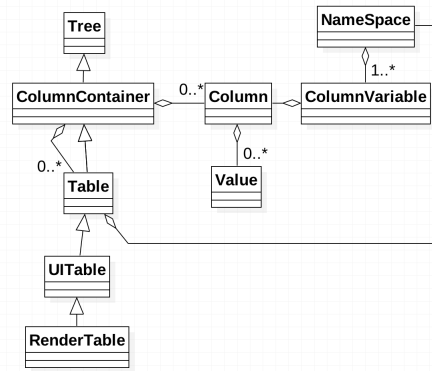 NameSpace
Tree
1..*
ColumnContainer
0..*
Column
ColumnVariable
0..*
0..*
Table
Value
UITable
RenderTable